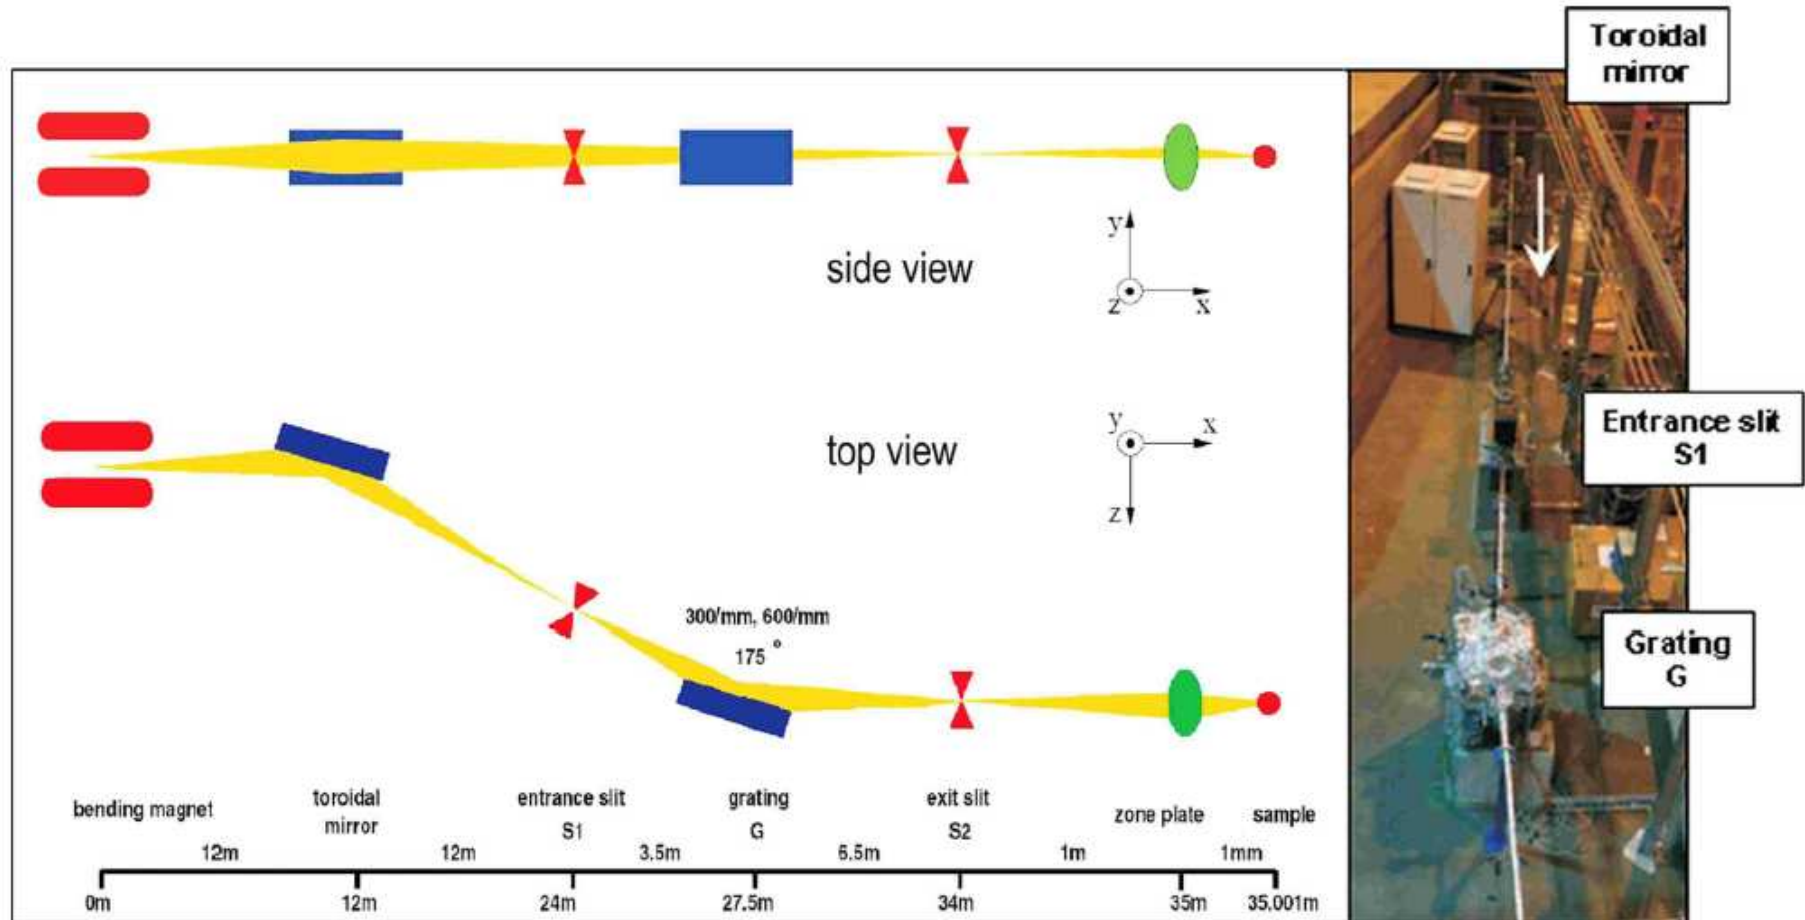 Toroidal
mirror
side view
y
z
x
top view
y
x
z
Entrance slit
S1
300/mm, 600/mm
175 °
Grating
G
bending magnet
toroidal
mirror
entrance slit
S1
grating
G
exit slit
S2
zone plate
sample
12m
12m
3.5m
6.5m
1m
1mm
0m
12m
24m
27.5m
34m
35m
35.001m